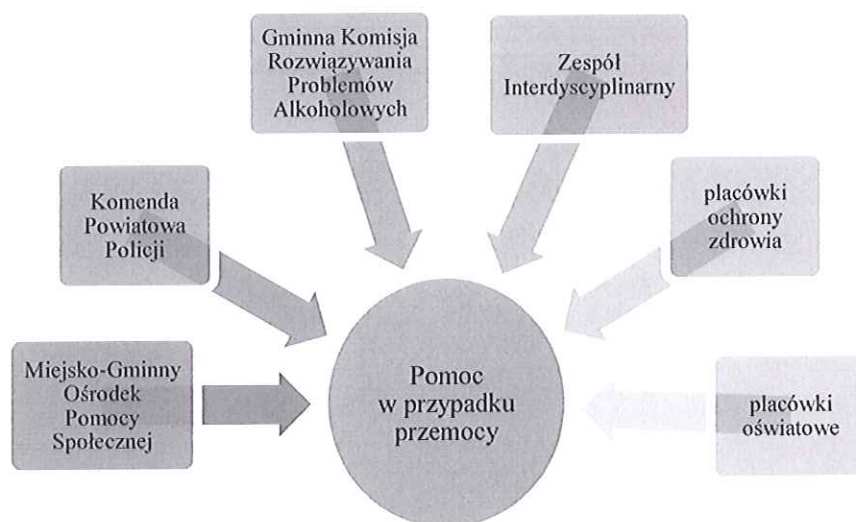 Gminna Komisja
Rozwiązywania
Problemów
Alkoholowych
Zespół
Interdyscyplinarny
Komenda
Powiatowa
Policji
placówki
ochrony
zdrowia
Miejsko-Gminny
Ośrodek
Pomocy
Społecznej
Pomoc
w przypadku
przemocy
placówki
oświatowe